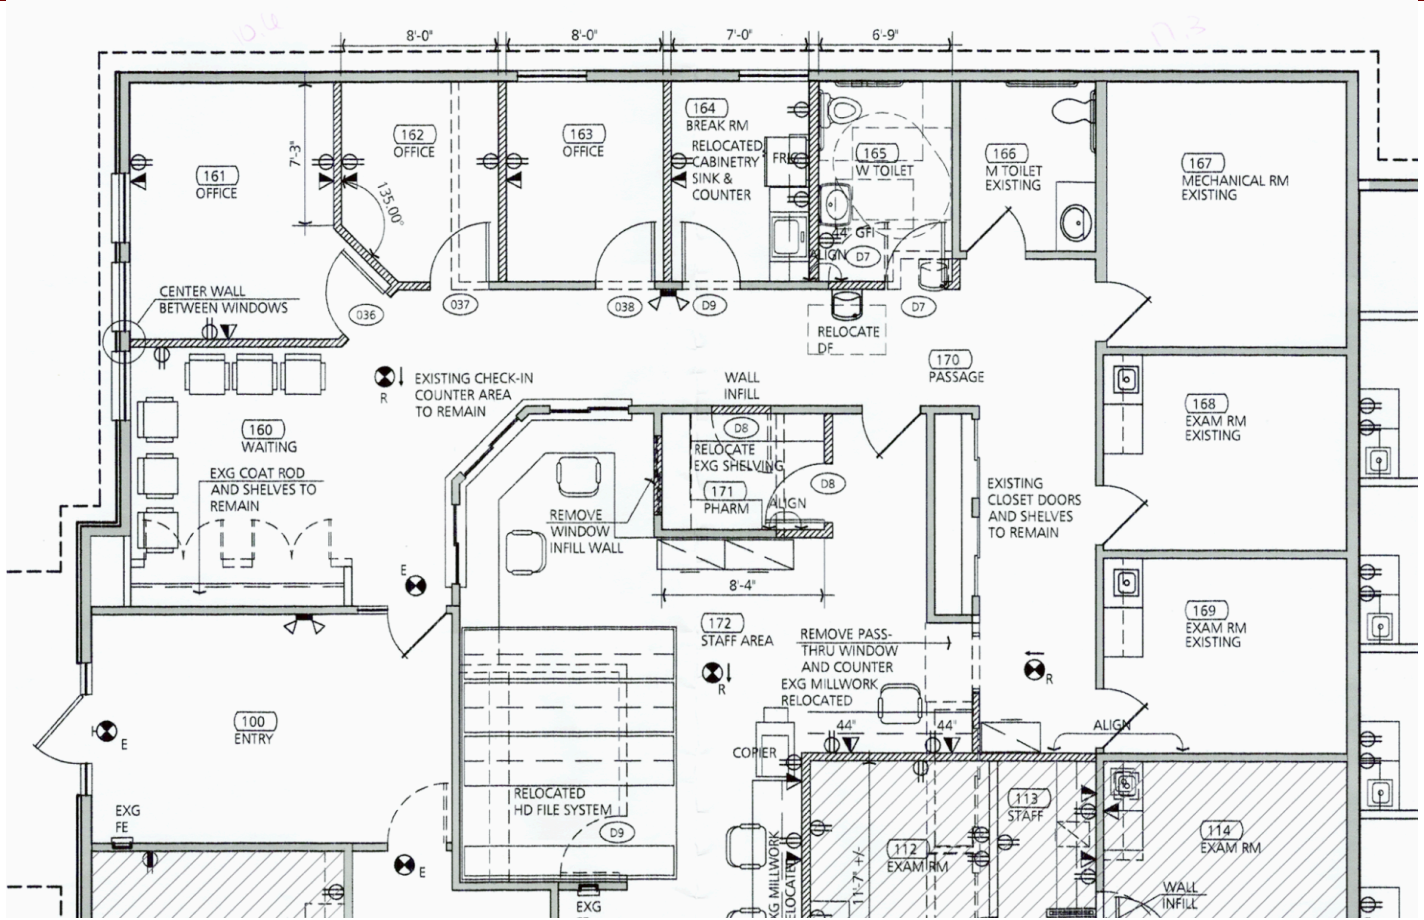 8'-0"
8'-0"
7'-0"
6'-9"
17.3
7'-3"
135.00°
161
OFFICE
162
OFFICE
163
OFFICE
164
BREAK RM
RELOCATED
CABINETRY
SINK &
COUNTER
165
W TOILET
44" GFI
ALIGN
D7
D7
166
M TOILET
EXISTING
167
MECHANICAL RM
EXISTING
CENTER WALL
BETWEEN WINDOWS
036
037
038
D9
RELOCATE
DF
170
PASSAGE
R
EXISTING CHECK-IN
COUNTER AREA
TO REMAIN
WALL
INFILL
160
WAITING
EXG COAT ROD
AND SHELVES TO
REMAIN
D8
RELOCATE
EXG SHELVING
D8
171
PHARM
ALIGN
REMOVE
WINDOW
INFILL WALL
8'-4"
EXISTING
CLOSET DOORS
AND SHELVES
TO REMAIN
168
EXAM RM
EXISTING
169
EXAM RM
EXISTING
E
172
STAFF AREA
R
REMOVE PASS-
THRU WINDOW
AND COUNTER
EXG MILLWORK
RELOCATED
R
44"
44"
ALIGN
COPIER
100
ENTRY
E
RELOCATED
HD FILE SYSTEM
D9
EXG
FE
E
EXG
EXG MILLWORK
RELOCATED
11'-7" +/-
112
EXAM RM
113
STAFF
114
EXAM RM
WALL
INFILL